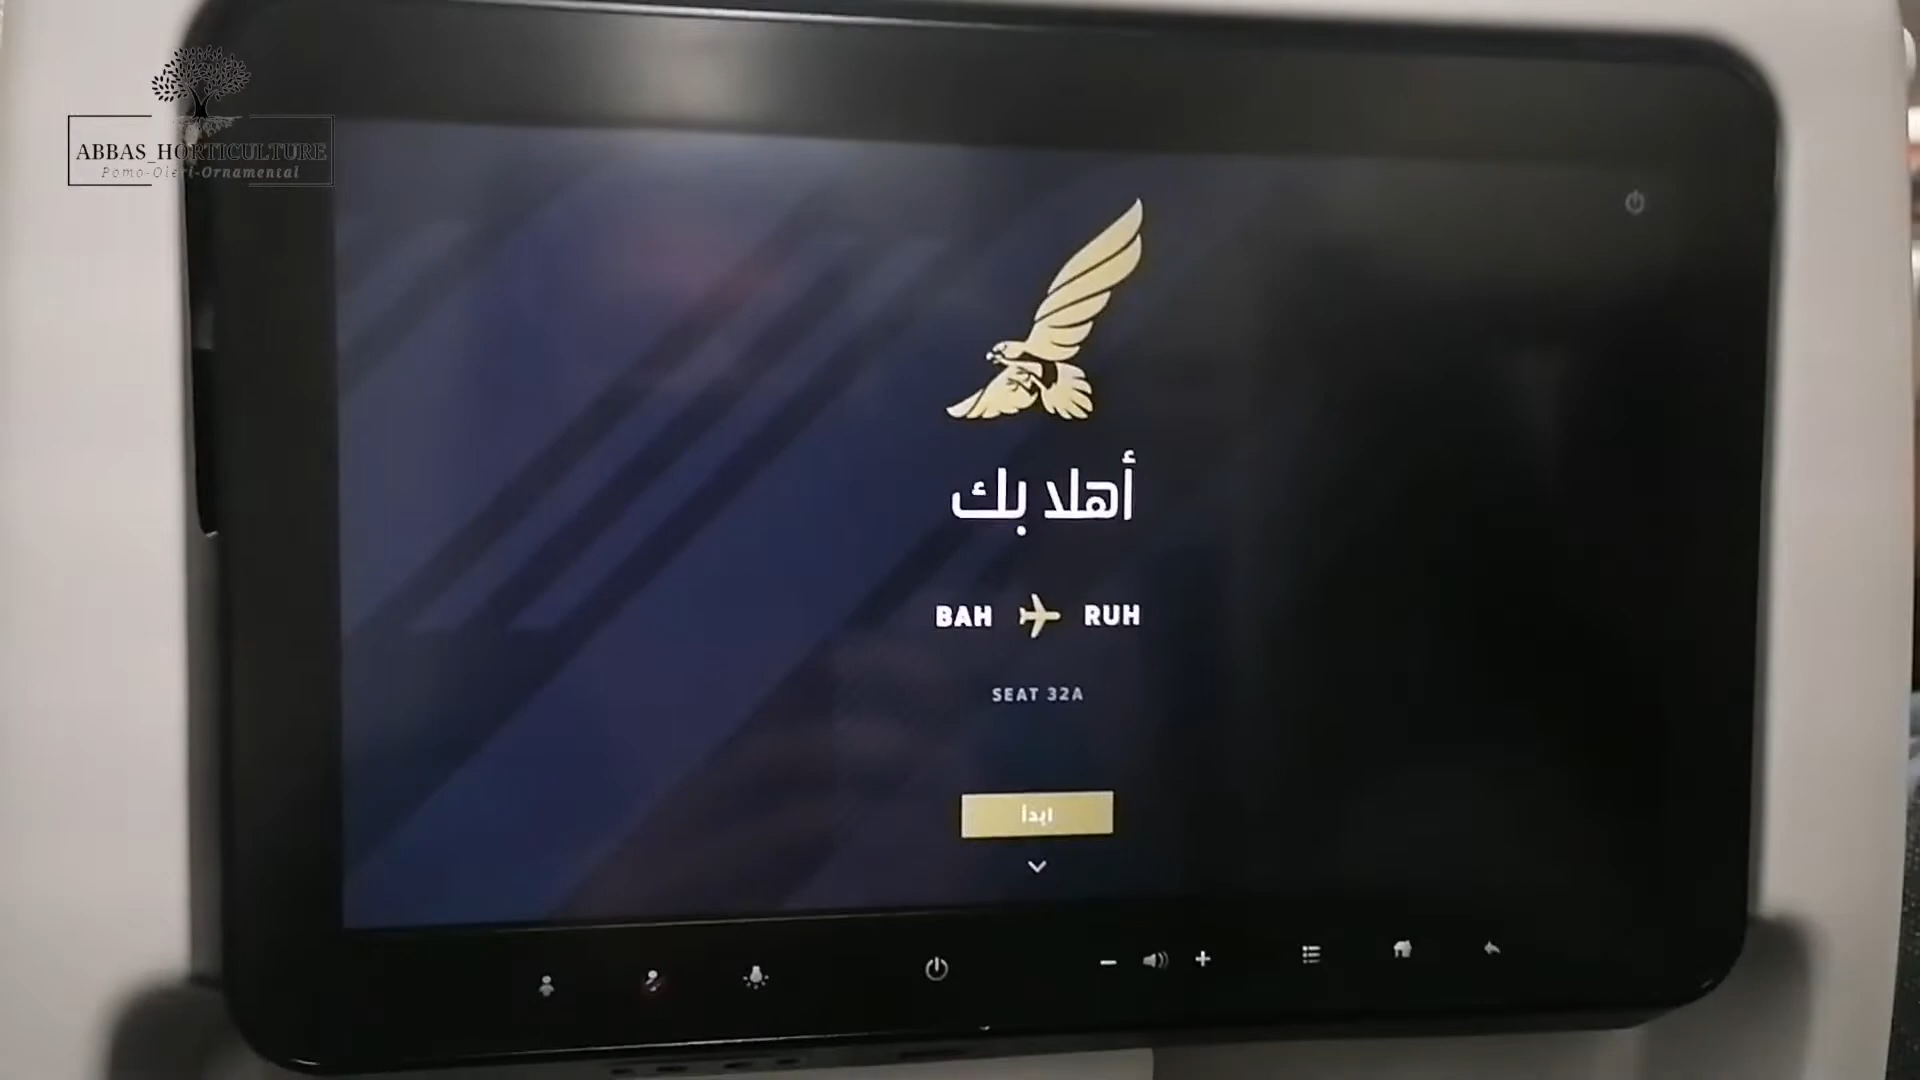 ABBAS_HORTICULTURE
Pomo-Oleri-Ornamental
أهلا بك
BAH RUH
SEAT 32A
ابدأ